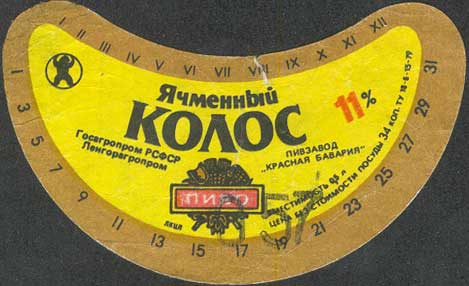 I II III IV V VI VII VIII IX X XI XII
Ячменный
КОЛОС
11%
Госагропром РСФСР
Ленгорагропром
ПИВЗАВОД
„КРАСНАЯ БАВАРИЯ"
ПИВО
ВМЕСТИМОСТЬ 0,5 л
ЦЕНА БЕЗ СТОИМОСТИ ПОСУДЫ 34 КОП. ТУ 18-6-15-79
1 3 5 7 9 11 13 15 17 19 21 23 25 27 29 31